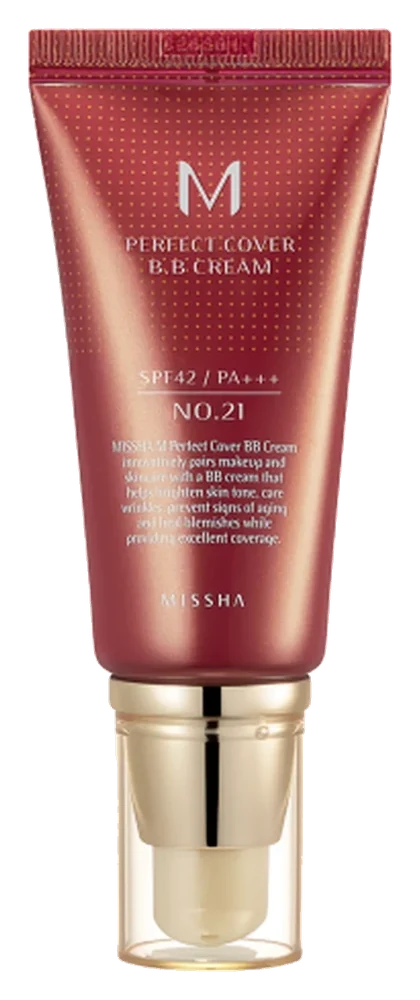 M
PERFECT COVER
B.B CREAM
SPF42 / PA+++
NO.21
MISSHA M Perfect Cover BB Cream
innovatively pairs makeup and
skincare with a BB cream that
helps brighten skin tone, care
wrinkles, prevent signs of aging
and heal blemishes while
providing excellent coverage.
MISSHA